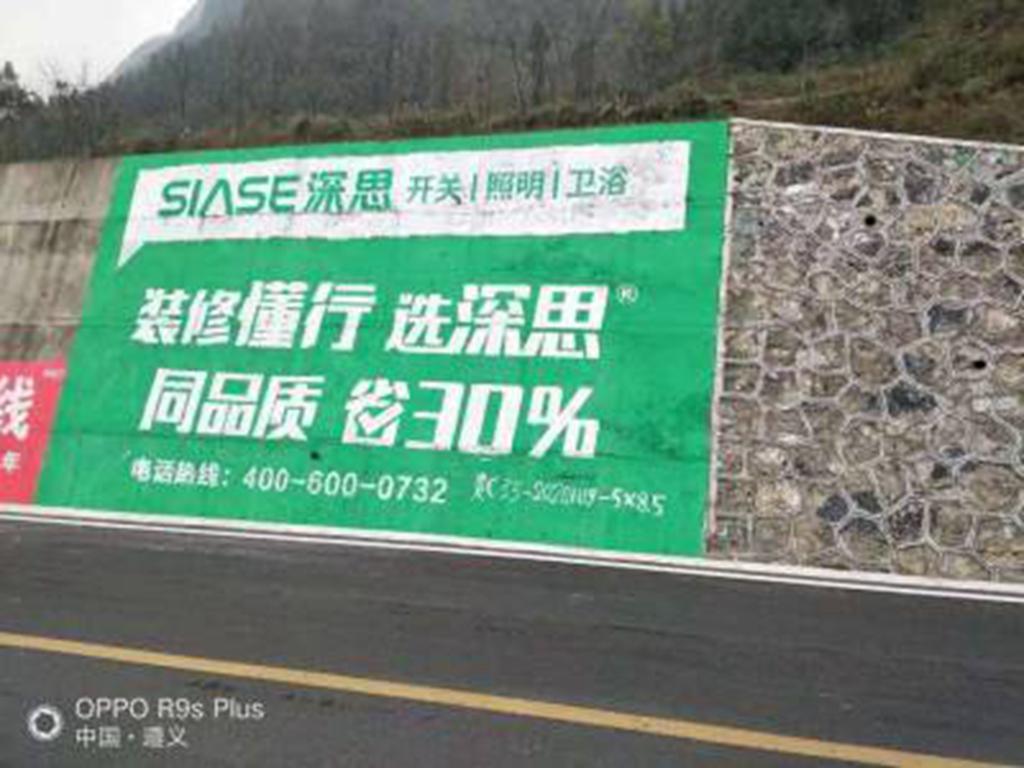 SIASE深思 开关|照明|卫浴
装修懂行 选深思®
同品质 省30%
电话热线：400-600-0732
线
年
OPPO R9s Plus
中国·遵义